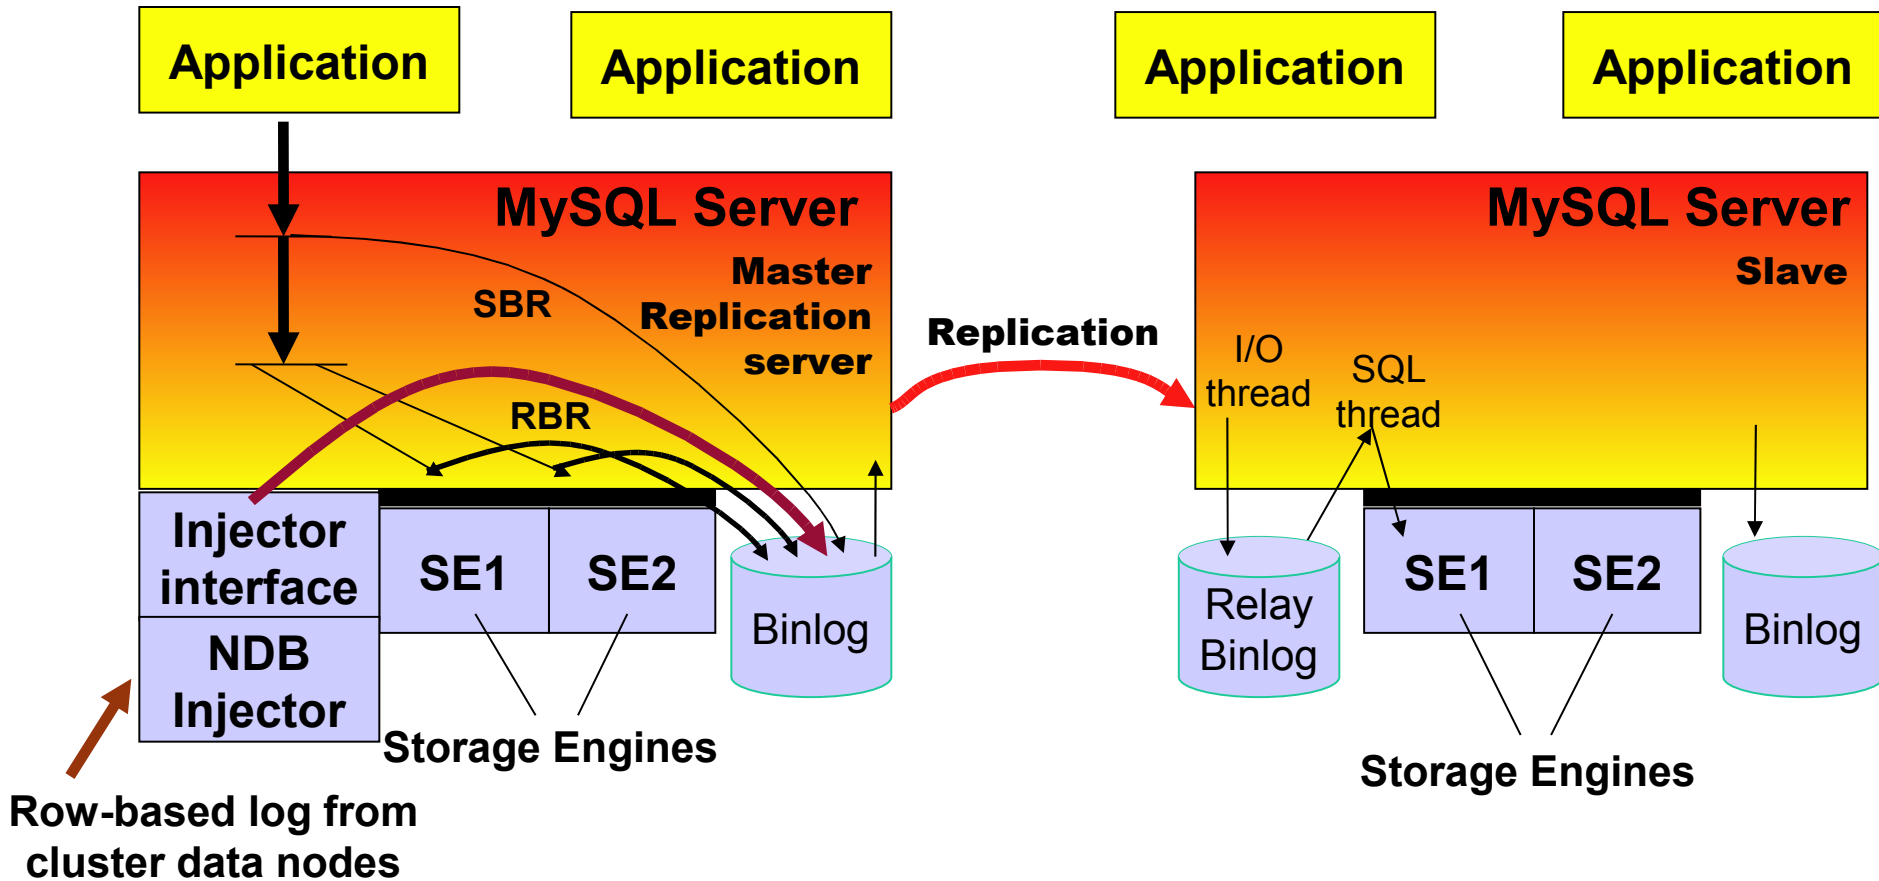 Application
Application
Application
Application
MySQL Server
Master
Replication
server
SBR
RBR
Replication
MySQL Server
Slave
I/O
thread
SQL
thread
Injector
interface
NDB
Injector
SE1
SE2
Binlog
Storage Engines
Row-based log from
cluster data nodes
Relay
Binlog
SE1
SE2
Binlog
Storage Engines